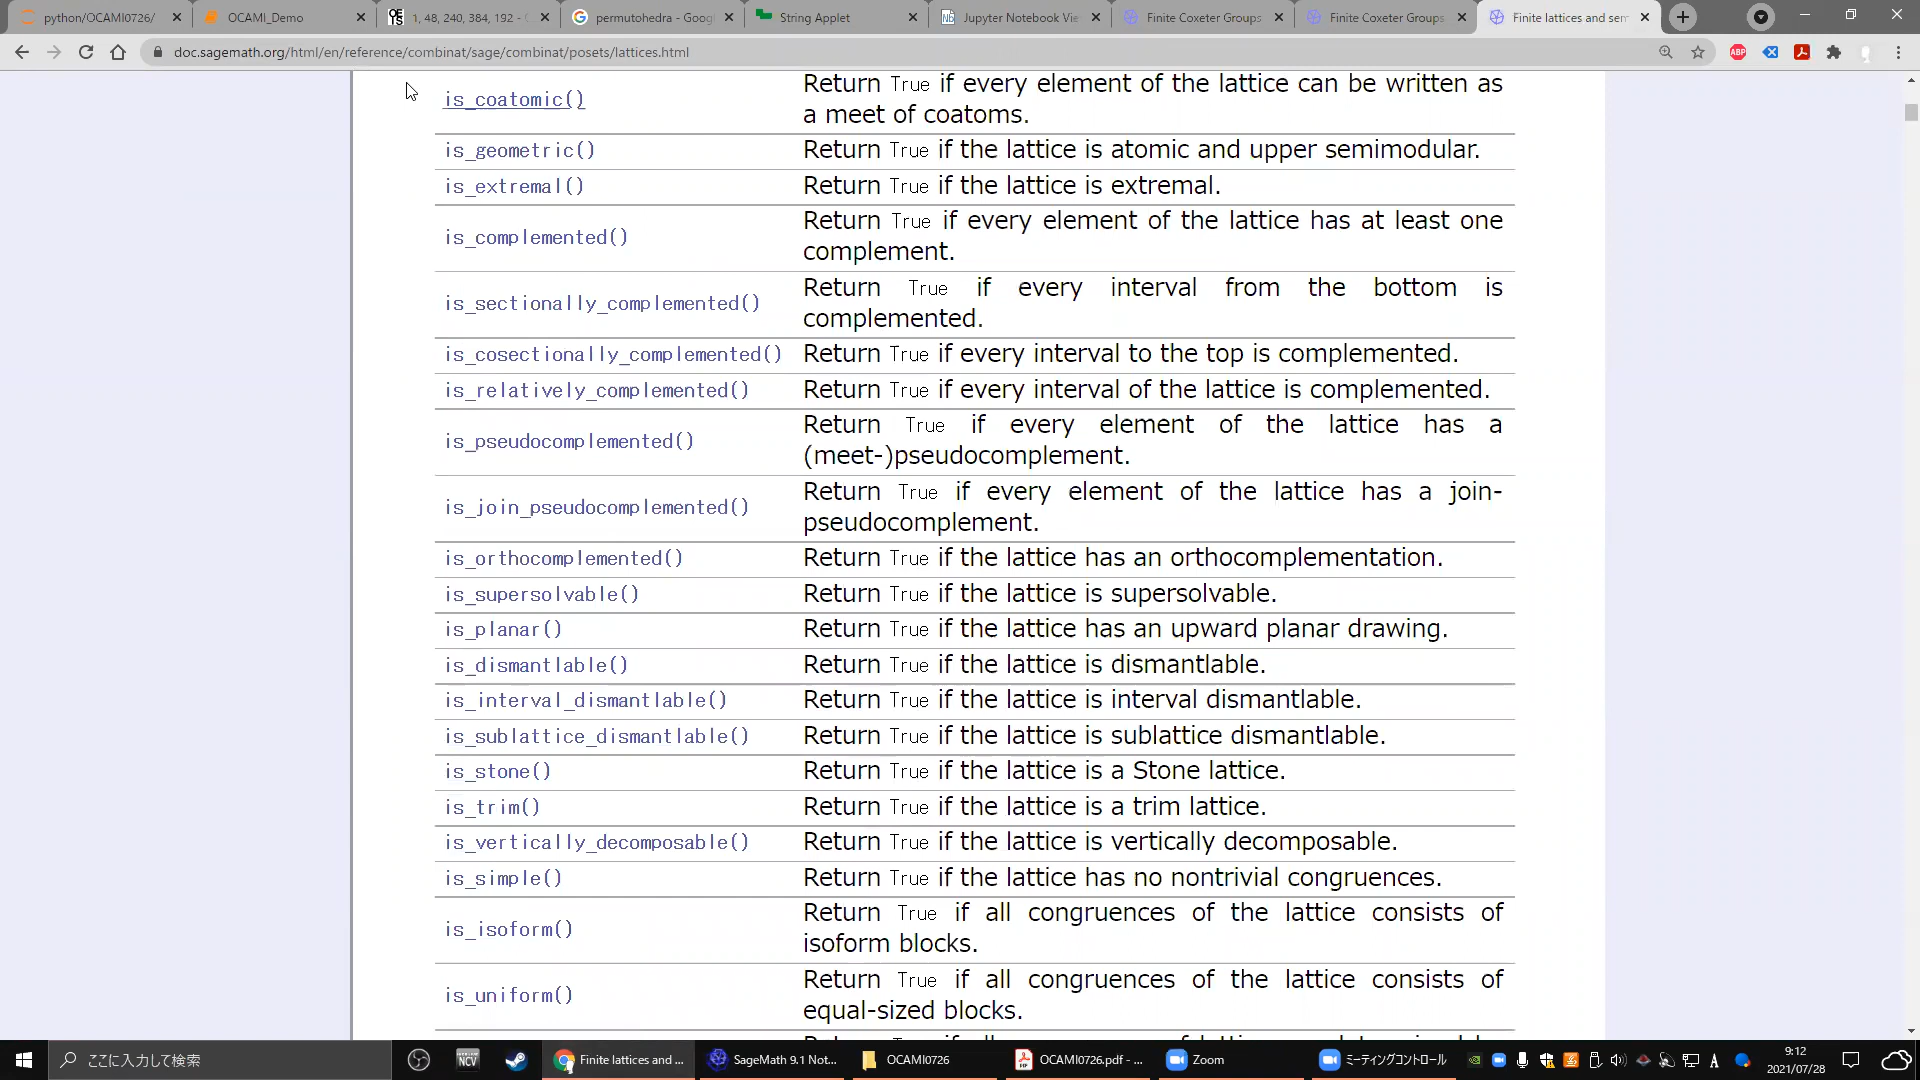 python/OCAMI0726/
OCAMI_Demo
1, 48, 240, 384, 192 -
permutohedra - Goog
String Applet
Jupyter Notebook Vie
Finite Coxeter Groups
Finite Coxeter Groups
Finite lattices and sem
doc.sagemath.org/html/en/reference/combinat/sage/combinat/posets/lattices.html
is_coatomic()
Return True if every element of the lattice can be written as
a meet of coatoms.
is_geometric()
Return True if the lattice is atomic and upper semimodular.
is_extremal()
Return True if the lattice is extremal.
is_complemented()
Return True if every element of the lattice has at least one
complement.
is_sectionally_complemented()
Return True if every interval from the bottom is
complemented.
is_cosectionally_complemented()
Return True if every interval to the top is complemented.
is_relatively_complemented()
Return True if every interval of the lattice is complemented.
is_pseudocomplemented()
Return True if every element of the lattice has a
(meet-)pseudocomplement.
is_join_pseudocomplemented()
Return True if every element of the lattice has a join-
pseudocomplement.
is_orthocomplemented()
Return True if the lattice has an orthocomplementation.
is_supersolvable()
Return True if the lattice is supersolvable.
is_planar()
Return True if the lattice has an upward planar drawing.
is_dismantlable()
Return True if the lattice is dismantlable.
is_interval_dismantlable()
Return True if the lattice is interval dismantlable.
is_sublattice_dismantlable()
Return True if the lattice is sublattice dismantlable.
is_stone()
Return True if the lattice is a Stone lattice.
is_trim()
Return True if the lattice is a trim lattice.
is_vertically_decomposable()
Return True if the lattice is vertically decomposable.
is_simple()
Return True if the lattice has no nontrivial congruences.
is_isoform()
Return True if all congruences of the lattice consists of
isoform blocks.
is_uniform()
Return True if all congruences of the lattice consists of
equal-sized blocks.
ここに入力して検索
NCV
Finite lattices and ...
SageMath 9.1 Not...
OCAMI0726
OCAMI0726.pdf - ...
Zoom
ミーティングコントロール
A
9:12
2021/07/28